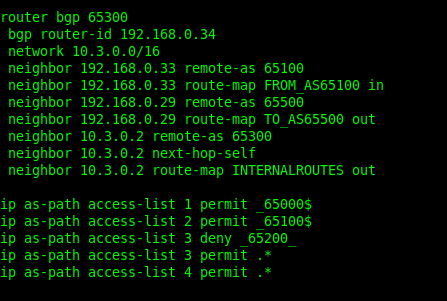 router bgp 65300
bgp router-id 192.168.0.34
network 10.3.0.0/16
neighbor 192.168.0.33 remote-as 65100
neighbor 192.168.0.33 route-map FROM_AS65100 in
neighbor 192.168.0.29 remote-as 65500
neighbor 192.168.0.29 route-map TO_AS65500 out
neighbor 10.3.0.2 remote-as 65300
neighbor 10.3.0.2 next-hop-self
neighbor 10.3.0.2 route-map INTERNALROUTES out
ip as-path access-list 1 permit _65000$
ip as-path access-list 2 permit _65100$
ip as-path access-list 3 deny _65200_
ip as-path access-list 3 permit .*
ip as-path access-list 4 permit .*